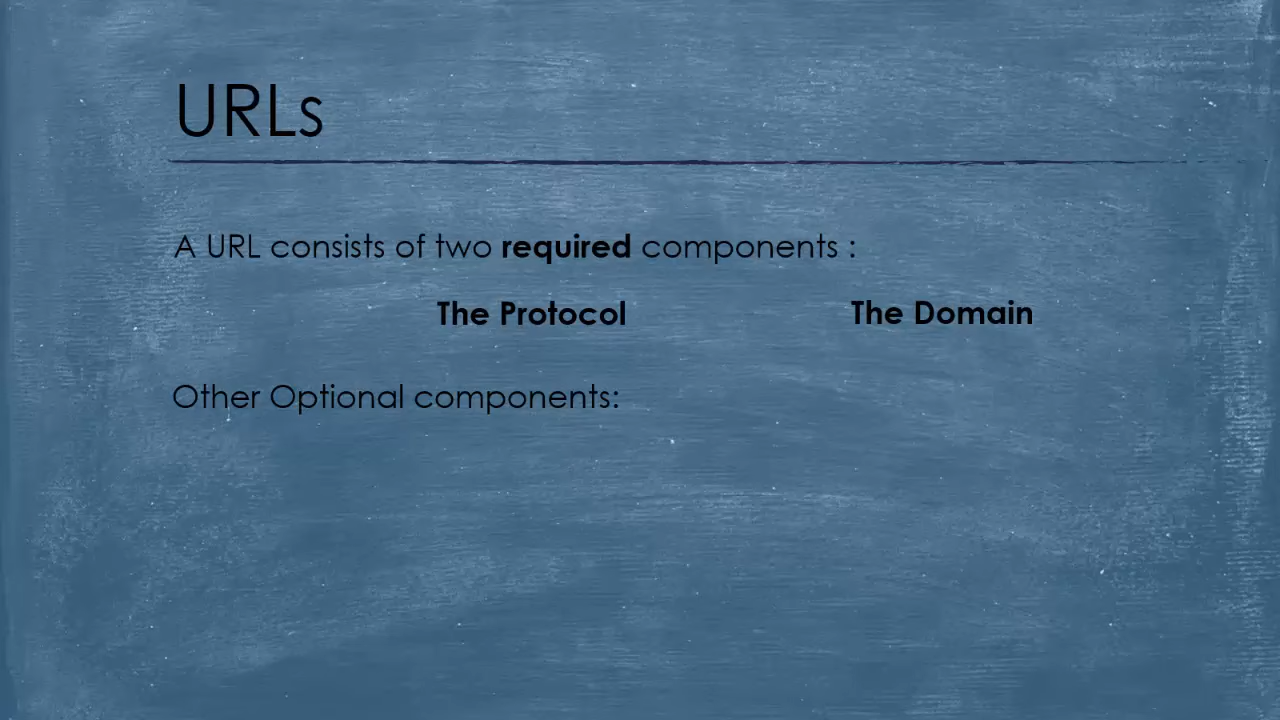 URLs
A URL consists of two required components :
The Protocol The Domain
Other Optional components: